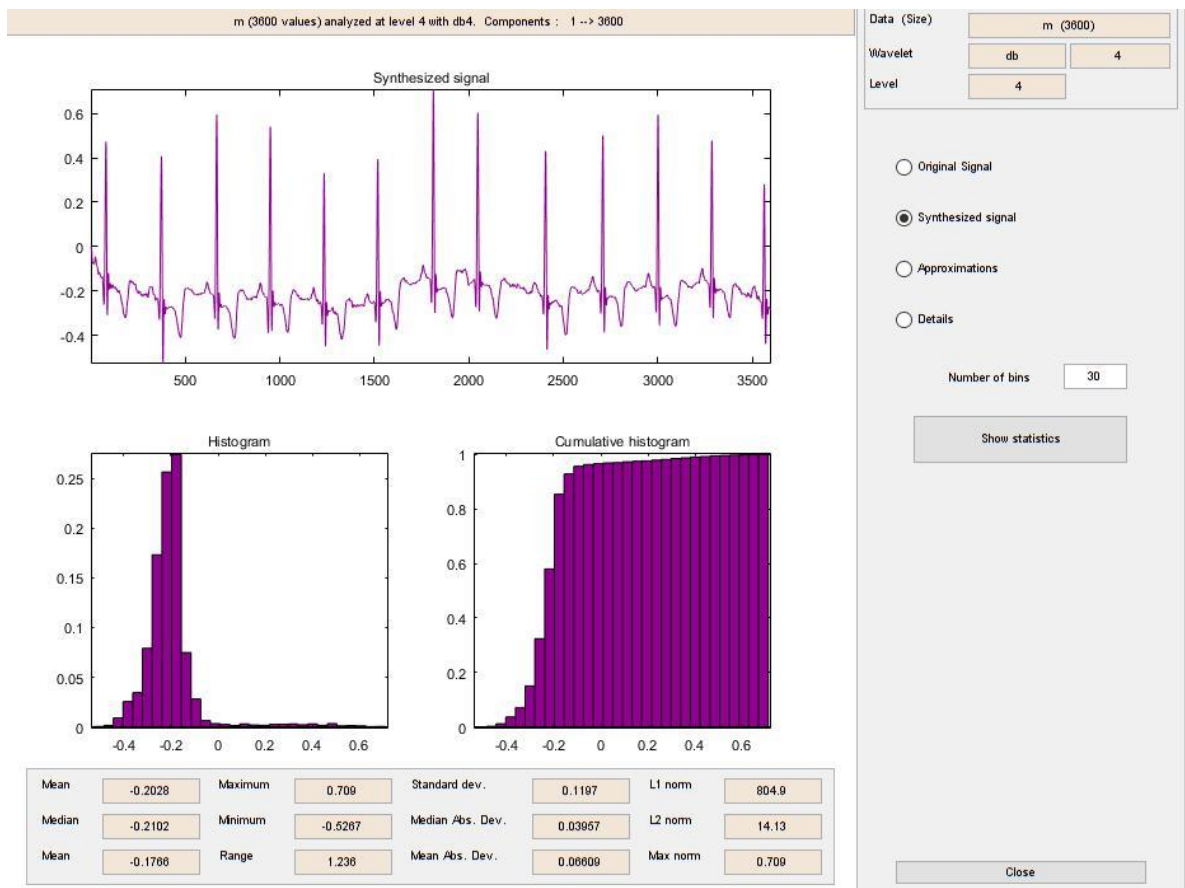 m (3600 values) analyzed at level 4 with db4. Components : 1 --> 3600
Data (Size) m (3600)
Wavelet db 4
Level 4
Synthesized signal
0.6
0.4
0.2
0
-0.2
-0.4
500 1000 1500 2000 2500 3000 3500
Original Signal
Synthesized signal
Approximations
Details
Number of bins 30
Show statistics
Histogram
0.25
0.2
0.15
0.1
0.05
0
-0.4 -0.2 0 0.2 0.4 0.6
Cumulative histogram
1
0.8
0.6
0.4
0.2
0
-0.4 -0.2 0 0.2 0.4 0.6
Mean -0.2028 Maximum 0.709 Standard dev. 0.1197 L1 norm 804.9
Median -0.2102 Minimum -0.5267 Median Abs. Dev. 0.03957 L2 norm 14.13
Mean -0.1766 Range 1.236 Mean Abs. Dev. 0.06609 Max norm 0.709
Close